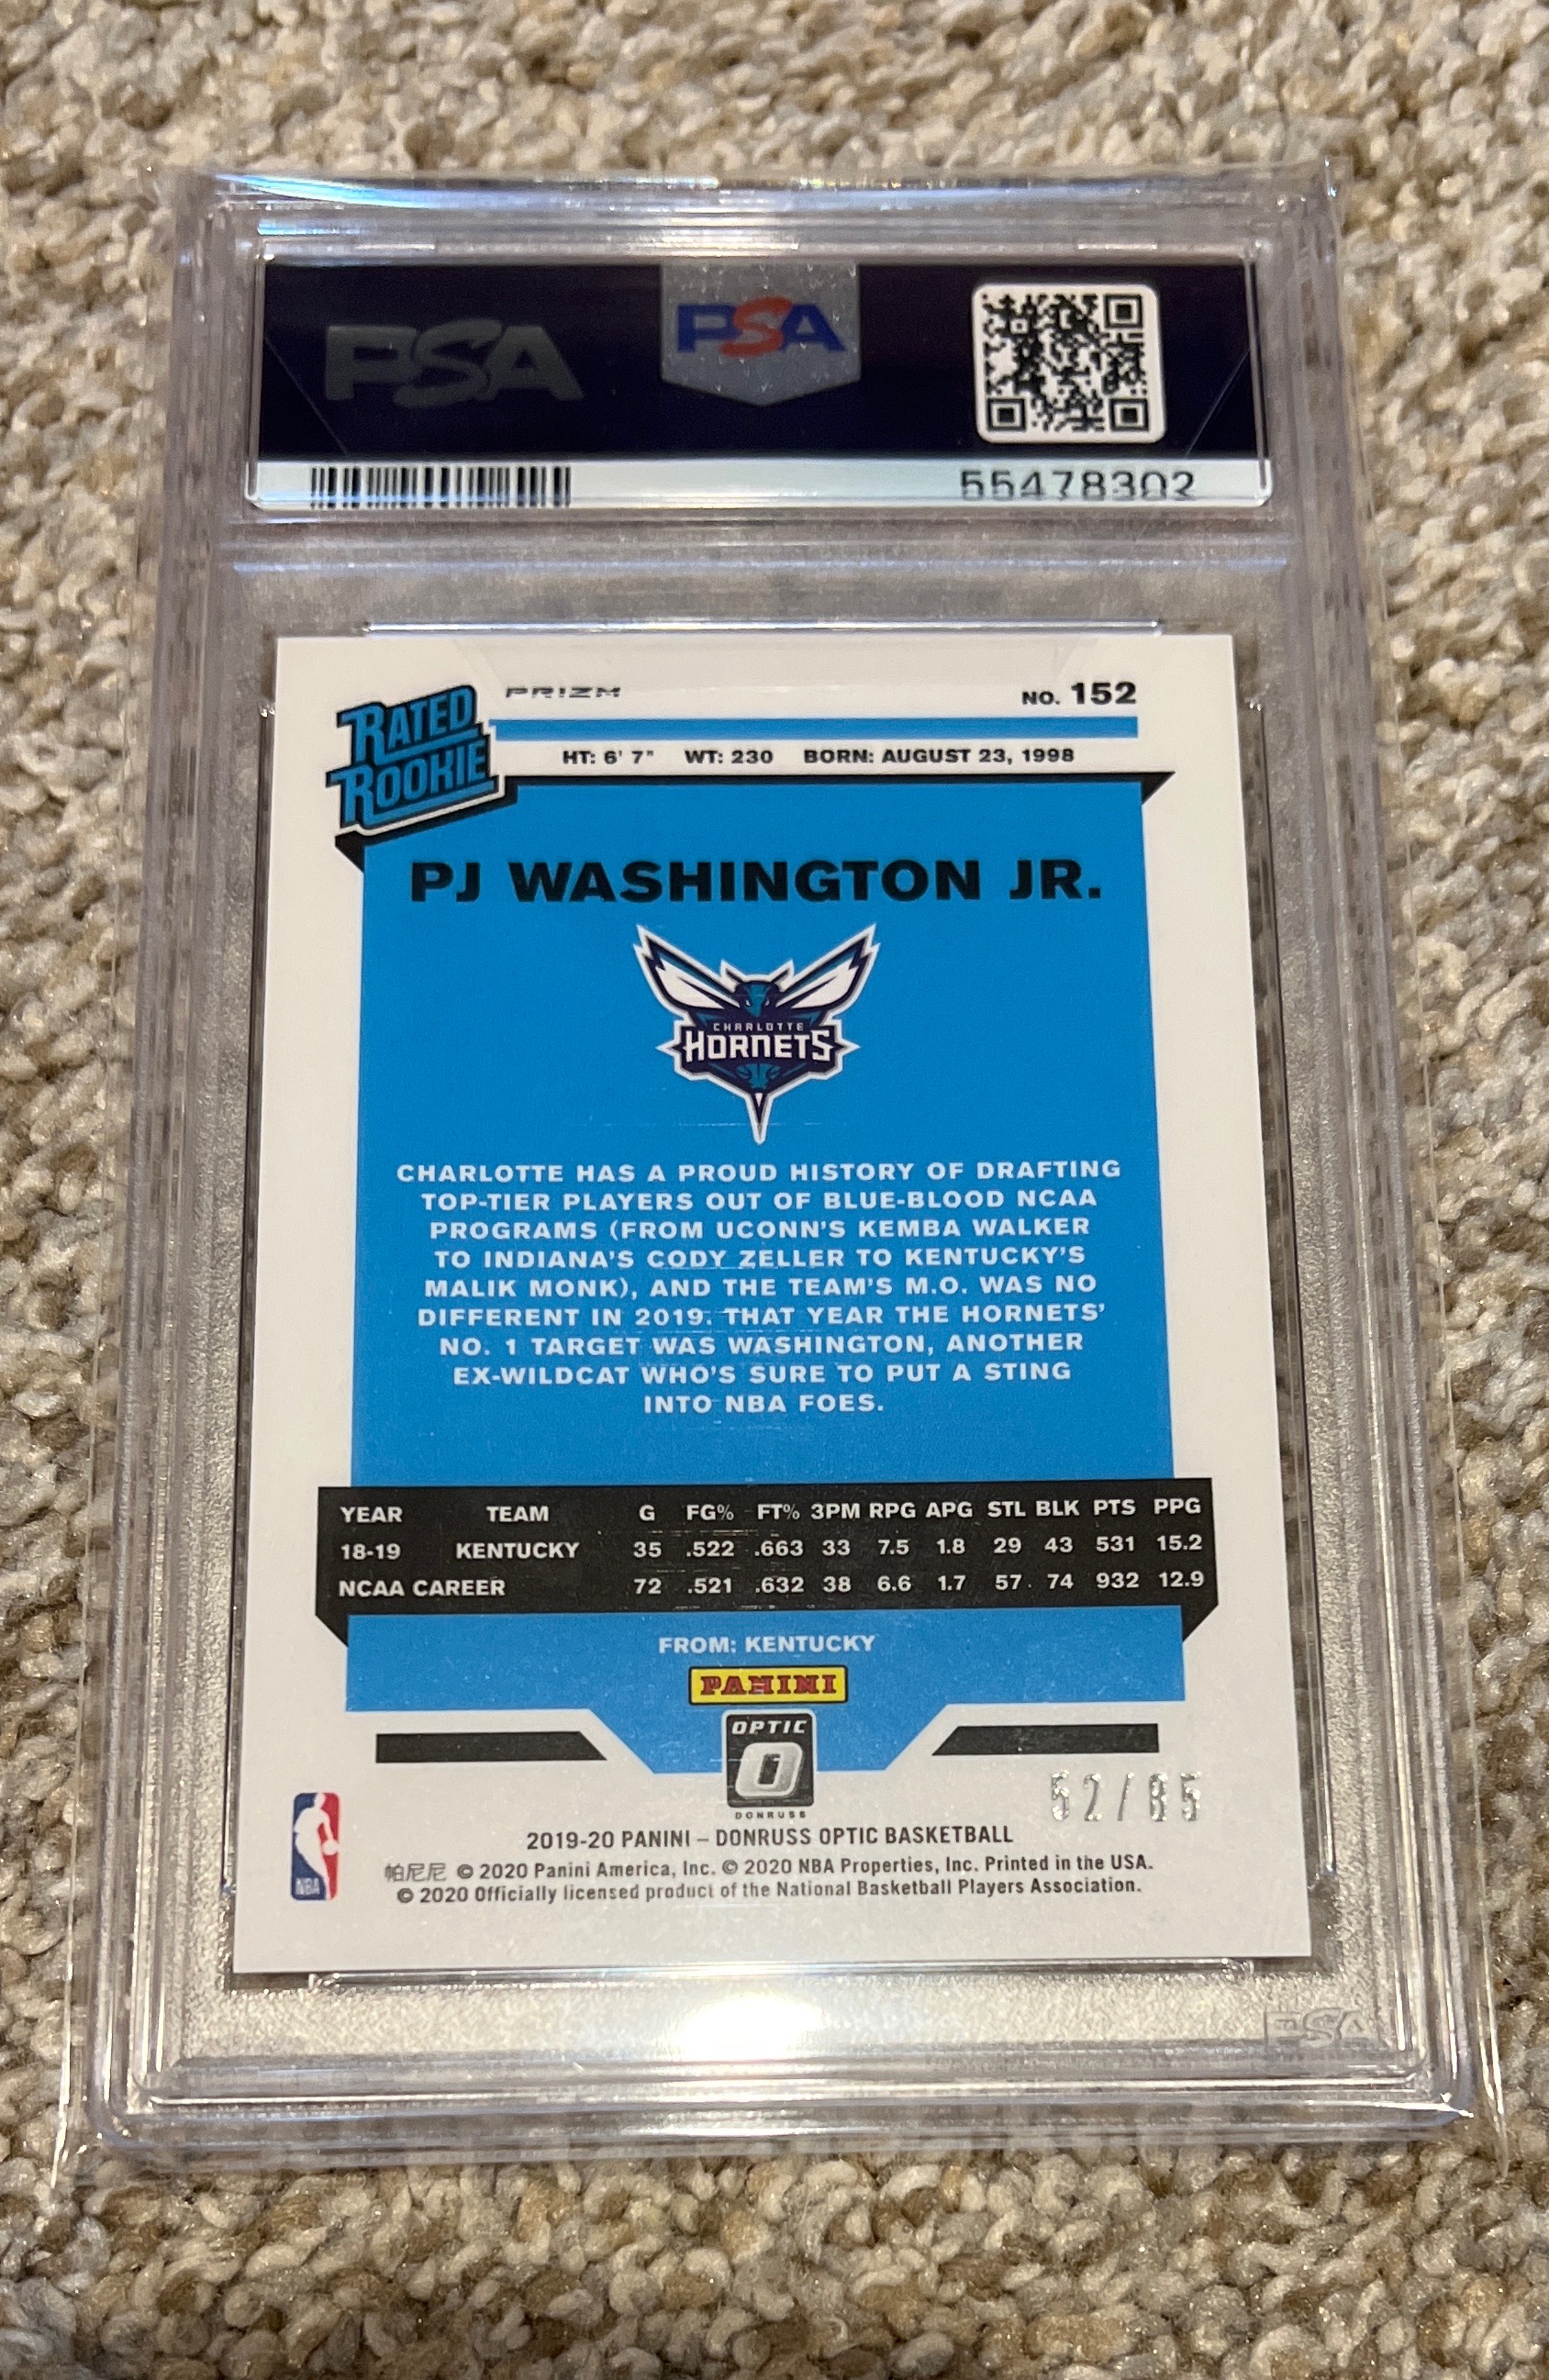 PSA
PSA
55478302
RATED
ROOKIE
PRIZM
NO. 152
HT: 6' 7" WT: 230 BORN: AUGUST 23, 1998
PJ WASHINGTON JR.
CHARLOTTE
HORNETS
CHARLOTTE HAS A PROUD HISTORY OF DRAFTING
TOP-TIER PLAYERS OUT OF BLUE-BLOOD NCAA
PROGRAMS (FROM UCONN'S KEMBA WALKER
TO INDIANA'S CODY ZELLER TO KENTUCKY'S
MALIK MONK), AND THE TEAM'S M.O. WAS NO
DIFFERENT IN 2019. THAT YEAR THE HORNETS'
NO. 1 TARGET WAS WASHINGTON, ANOTHER
EX-WILDCAT WHO'S SURE TO PUT A STING
INTO NBA FOES.
YEAR TEAM G FG% FT% 3PM RPG APG STL BLK PTS PPG
18-19 KENTUCKY 35 .522 .663 33 7.5 1.8 29 43 531 15.2
NCAA CAREER 72 .521 .632 38 6.6 1.7 57 74 932 12.9
FROM: KENTUCKY
PANINI
OPTIC
O
DONRUSS
52/85
NBA
2019-20 PANINI – DONRUSS OPTIC BASKETBALL
帕尼尼 © 2020 Panini America, Inc. © 2020 NBA Properties, Inc. Printed in the USA.
© 2020 Officially licensed product of the National Basketball Players Association.
PSA